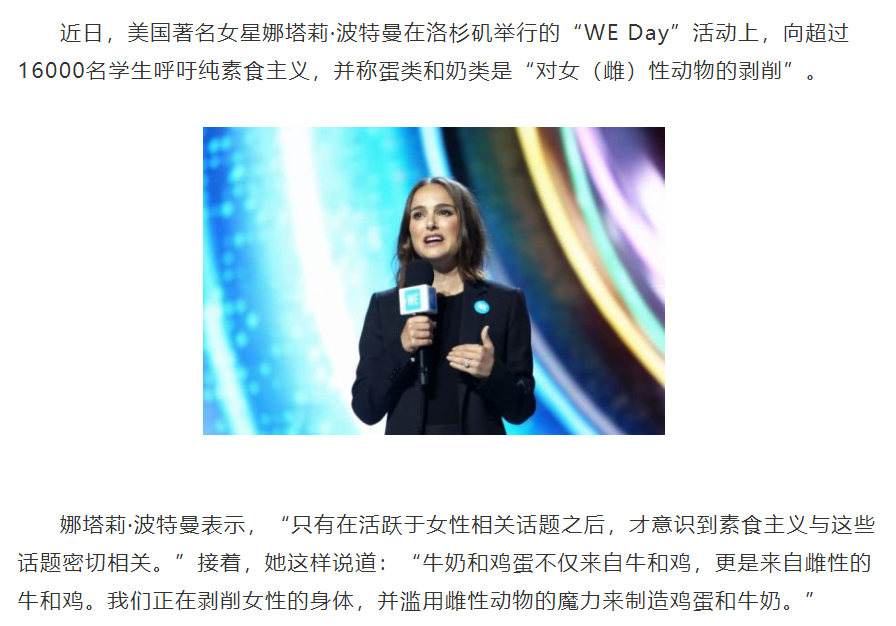 近日，美国著名女星娜塔莉·波特曼在洛杉矶举行的“WE Day”活动上，向超过
16000名学生呼吁纯素食主义，并称蛋类和奶类是“对女（雌）性动物的剥削”。
WE
娜塔莉·波特曼表示，“只有在活跃于女性相关话题之后，才意识到素食主义与这些
话题密切相关。”接着，她这样说道：“牛奶和鸡蛋不仅来自牛和鸡，更是来自雌性的
牛和鸡。我们正在剥削女性的身体，并滥用雌性动物的魔力来制造鸡蛋和牛奶。”